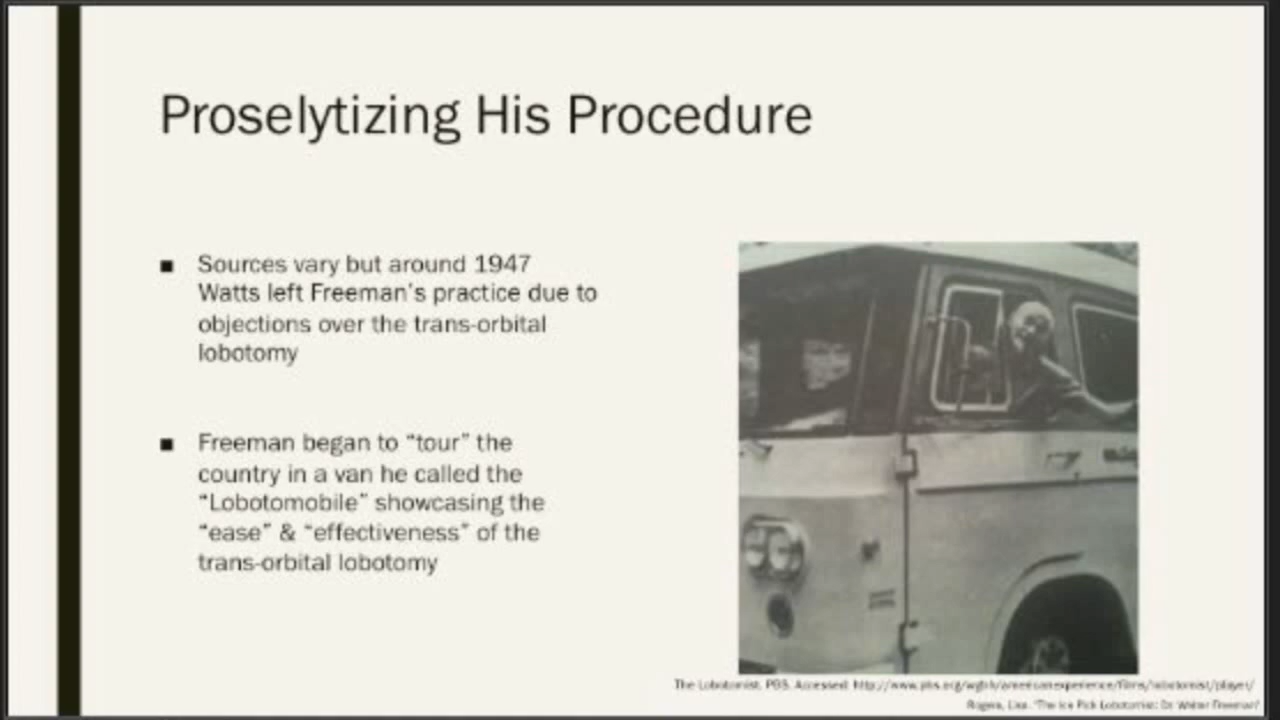 Proselytizing His Procedure
■ Sources vary but around 1947
Watts left Freeman's practice due to
objections over the trans-orbital
lobotomy
■ Freeman began to “tour” the
country in a van he called the
“Lobotomobile” showcasing the
“ease” & “effectiveness” of the
trans-orbital lobotomy
The Lobotomist. PBS. Accessed: http://www.pbs.org/wgbh/americanexperience/films/lobotomist/player/
Rogers, Lisa. "The Ice Pick Lobotomist: Dr. Walter Freeman"